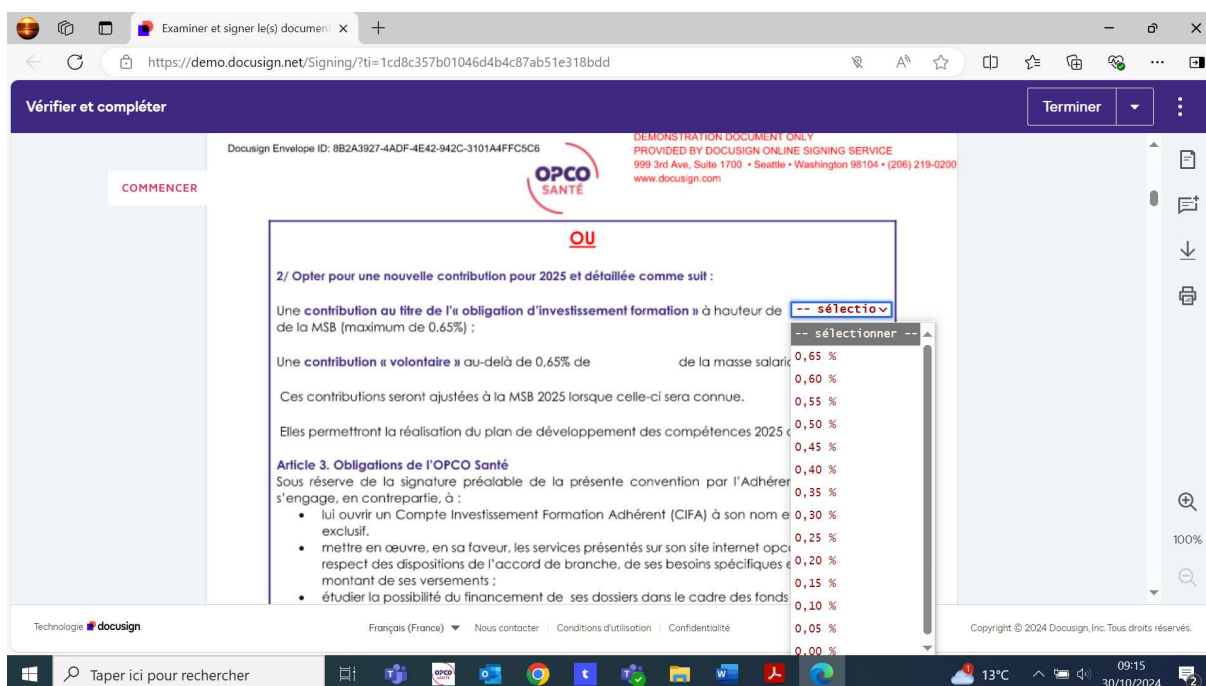 Examiner et signer le(s) document
https://demo.docusign.net/Signing/?ti=1cd8c357b01046d4b4c87ab51e318bdd
Vérifier et compléter
Terminer
Docusign Envelope ID: 8B2A3927-4ADF-4E42-942C-3101A4FFC5C6
DEMONSTRATION DOCUMENT ONLY
PROVIDED BY DOCUSIGN ONLINE SIGNING SERVICE
999 3rd Ave, Suite 1700 • Seattle • Washington 98104 • (206) 219-0200
www.docusign.com
OPCO
SANTÉ
COMMENCER
OU
2/ Opter pour une nouvelle contribution pour 2025 et détaillée comme suit :
Une contribution au titre de l'« obligation d'investissement formation » à hauteur de -- sélectio
de la MSB (maximum de 0,65%) ;
Une contribution « volontaire » au-delà de 0,65% de de la masse salari
Ces contributions seront ajustées à la MSB 2025 lorsque celle-ci sera connue.
Elles permettront la réalisation du plan de développement des compétences 2025
Article 3. Obligations de l'OPCO Santé
Sous réserve de la signature préalable de la présente convention par l'Adhére
s'engage, en contrepartie, à :
• lui ouvrir un Compte Investissement Formation Adhérent (CIFA) à son nom e
exclusif.
• mettre en œuvre, en sa faveur, les services présentés sur son site internet opc
respect des dispositions de l'accord de branche, de ses besoins spécifiques e
montant de ses versements ;
• étudier la possibilité du financement de ses dossiers dans le cadre des fonds
-- sélectionner --
0,65 %
0,60 %
0,55 %
0,50 %
0,45 %
0,40 %
0,35 %
0,30 %
0,25 %
0,20 %
0,15 %
0,10 %
0,05 %
0,00 %
100%
Technologie docusign
Français (France) Nous contacter Conditions d'utilisation Confidentialité
Copyright © 2024 Docusign, Inc. Tous droits réservés.
Taper ici pour rechercher
13°C
09:15
30/10/2024